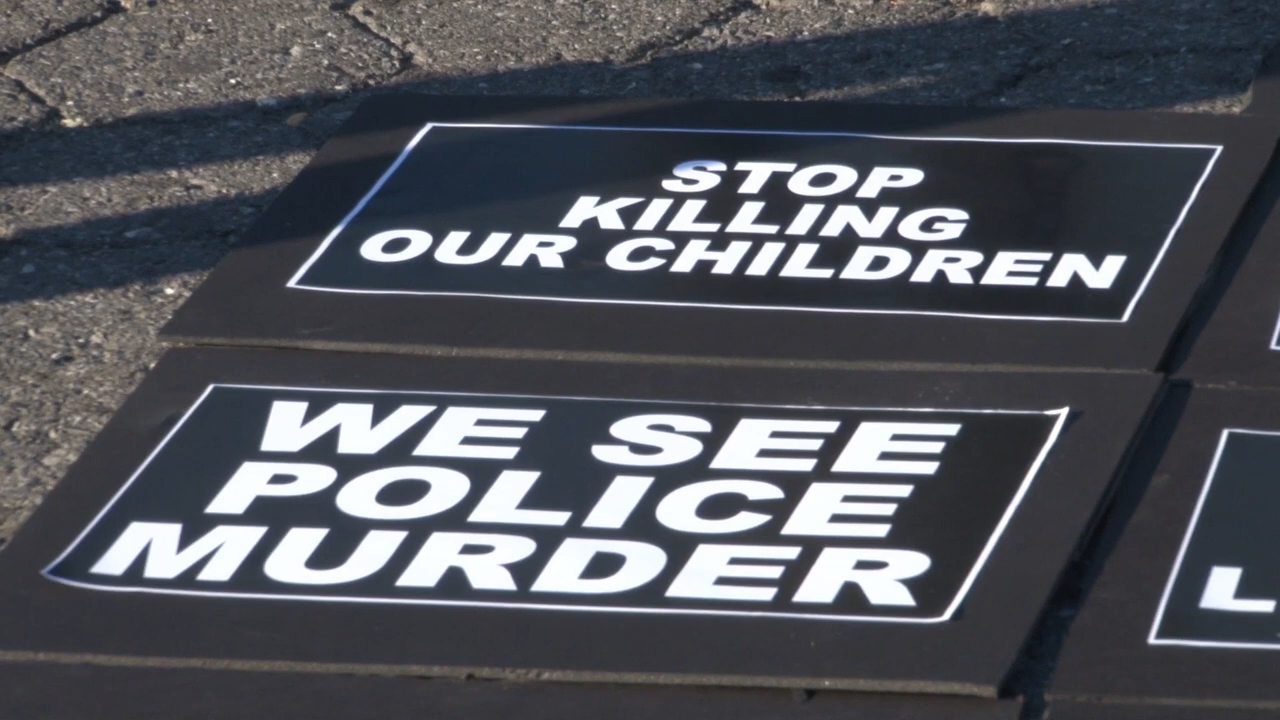 STOP
KILLING
OUR CHILDREN
WE SEE
POLICE
MURDER
L